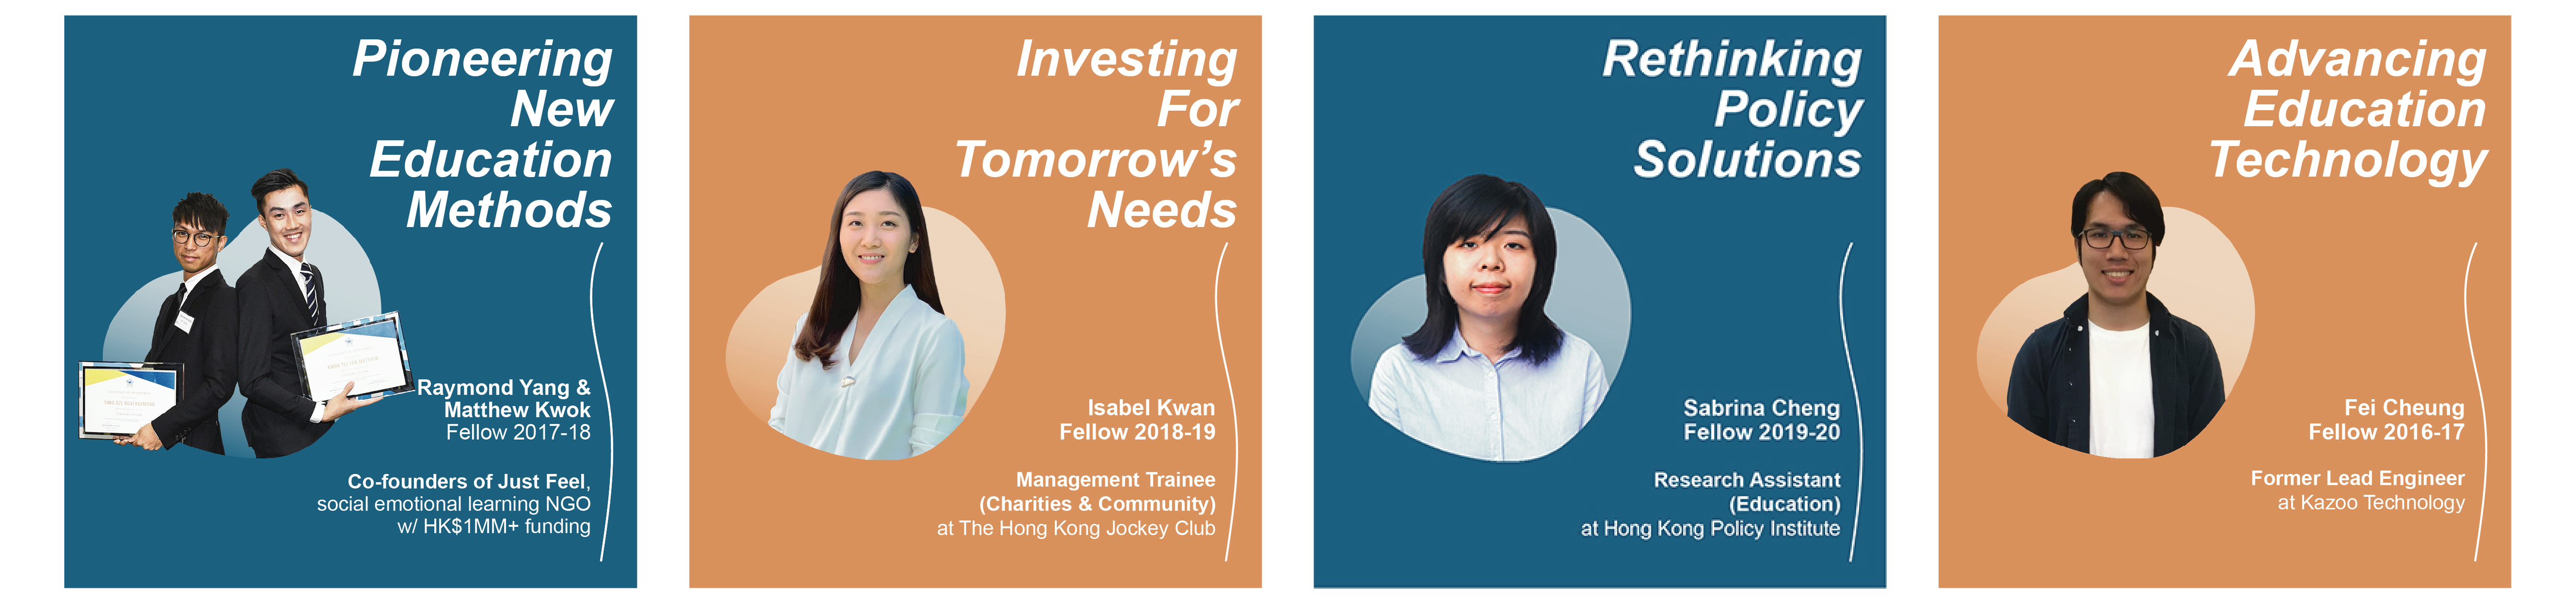 Pioneering
New
Education
Methods
Raymond Yang &
Matthew Kwok
Fellow 2017-18
Co-founders of Just Feel,
social emotional learning NGO
w/ HK$1MM+ funding
Investing
For
Tomorrow's
Needs
Isabel Kwan
Fellow 2018-19
Management Trainee
(Charities & Community)
at The Hong Kong Jockey Club
Rethinking
Policy
Solutions
Sabrina Cheng
Fellow 2019-20
Research Assistant
(Education)
at Hong Kong Policy Institute
Advancing
Education
Technology
Fei Cheung
Fellow 2016-17
Former Lead Engineer
at Kazoo Technology